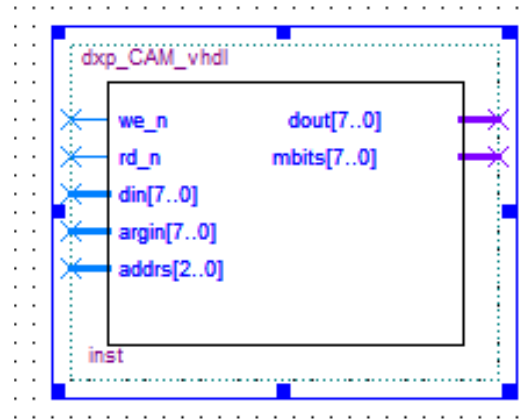 dxp_CAM_vhdl
we_n dout[7..0]
rd_n mbits[7..0]
din[7..0]
argin[7..0]
addrs[2..0]
inst